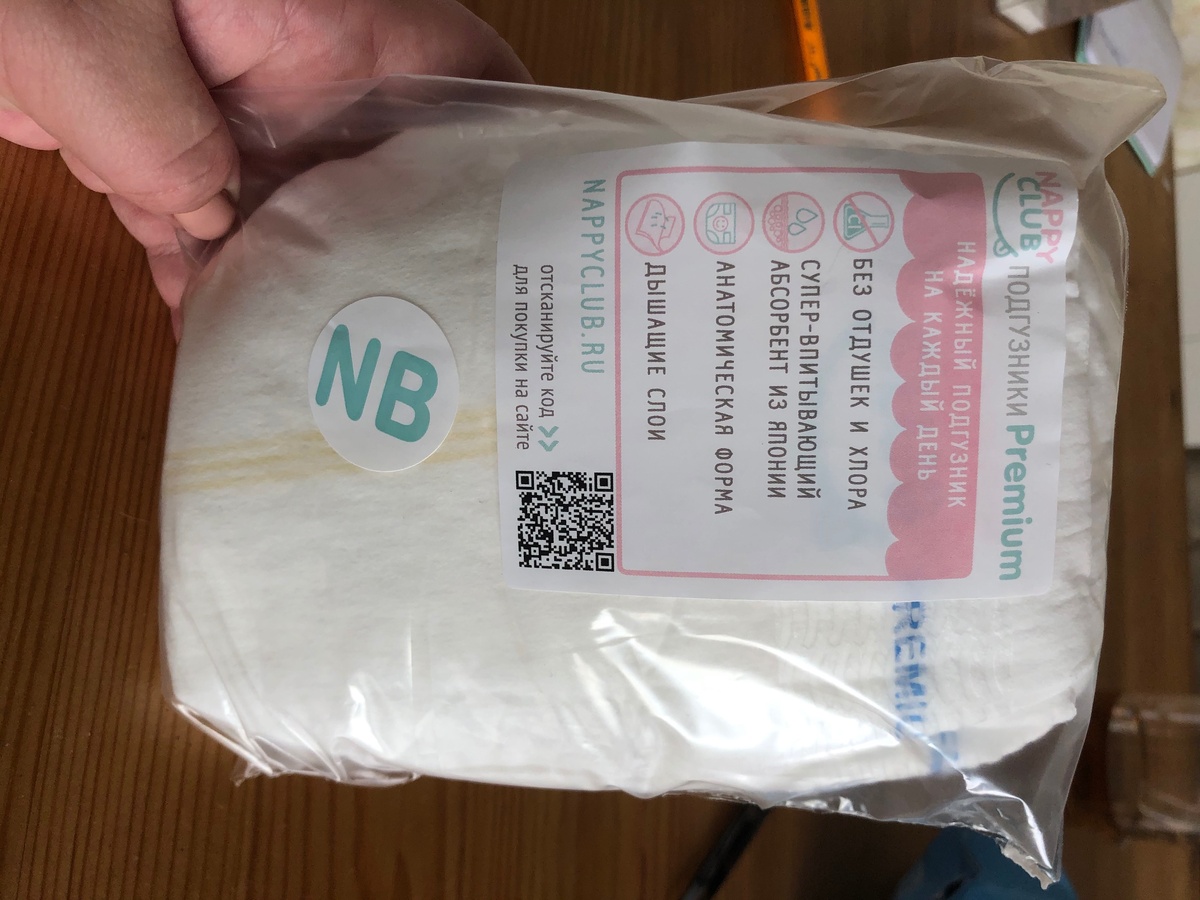 NAPPY
CLUB
ПОДГУЗНИКИ Premium
НАДЁЖНЫЙ ПОДГУЗНИК
НА КАЖДЫЙ ДЕНЬ
CL
БЕЗ ОТДУШЕК И ХЛОРА
СУПЕР-ВПИТЫВАЮЩИЙ
АБСОРБЕНТ ИЗ ЯПОНИИ
АНАТОМИЧЕСКАЯ ФОРМА
ДЫШАЩИЕ СЛОИ
NAPPYCLUB.RU
отсканируйте код >>
для покупки на сайте
NB